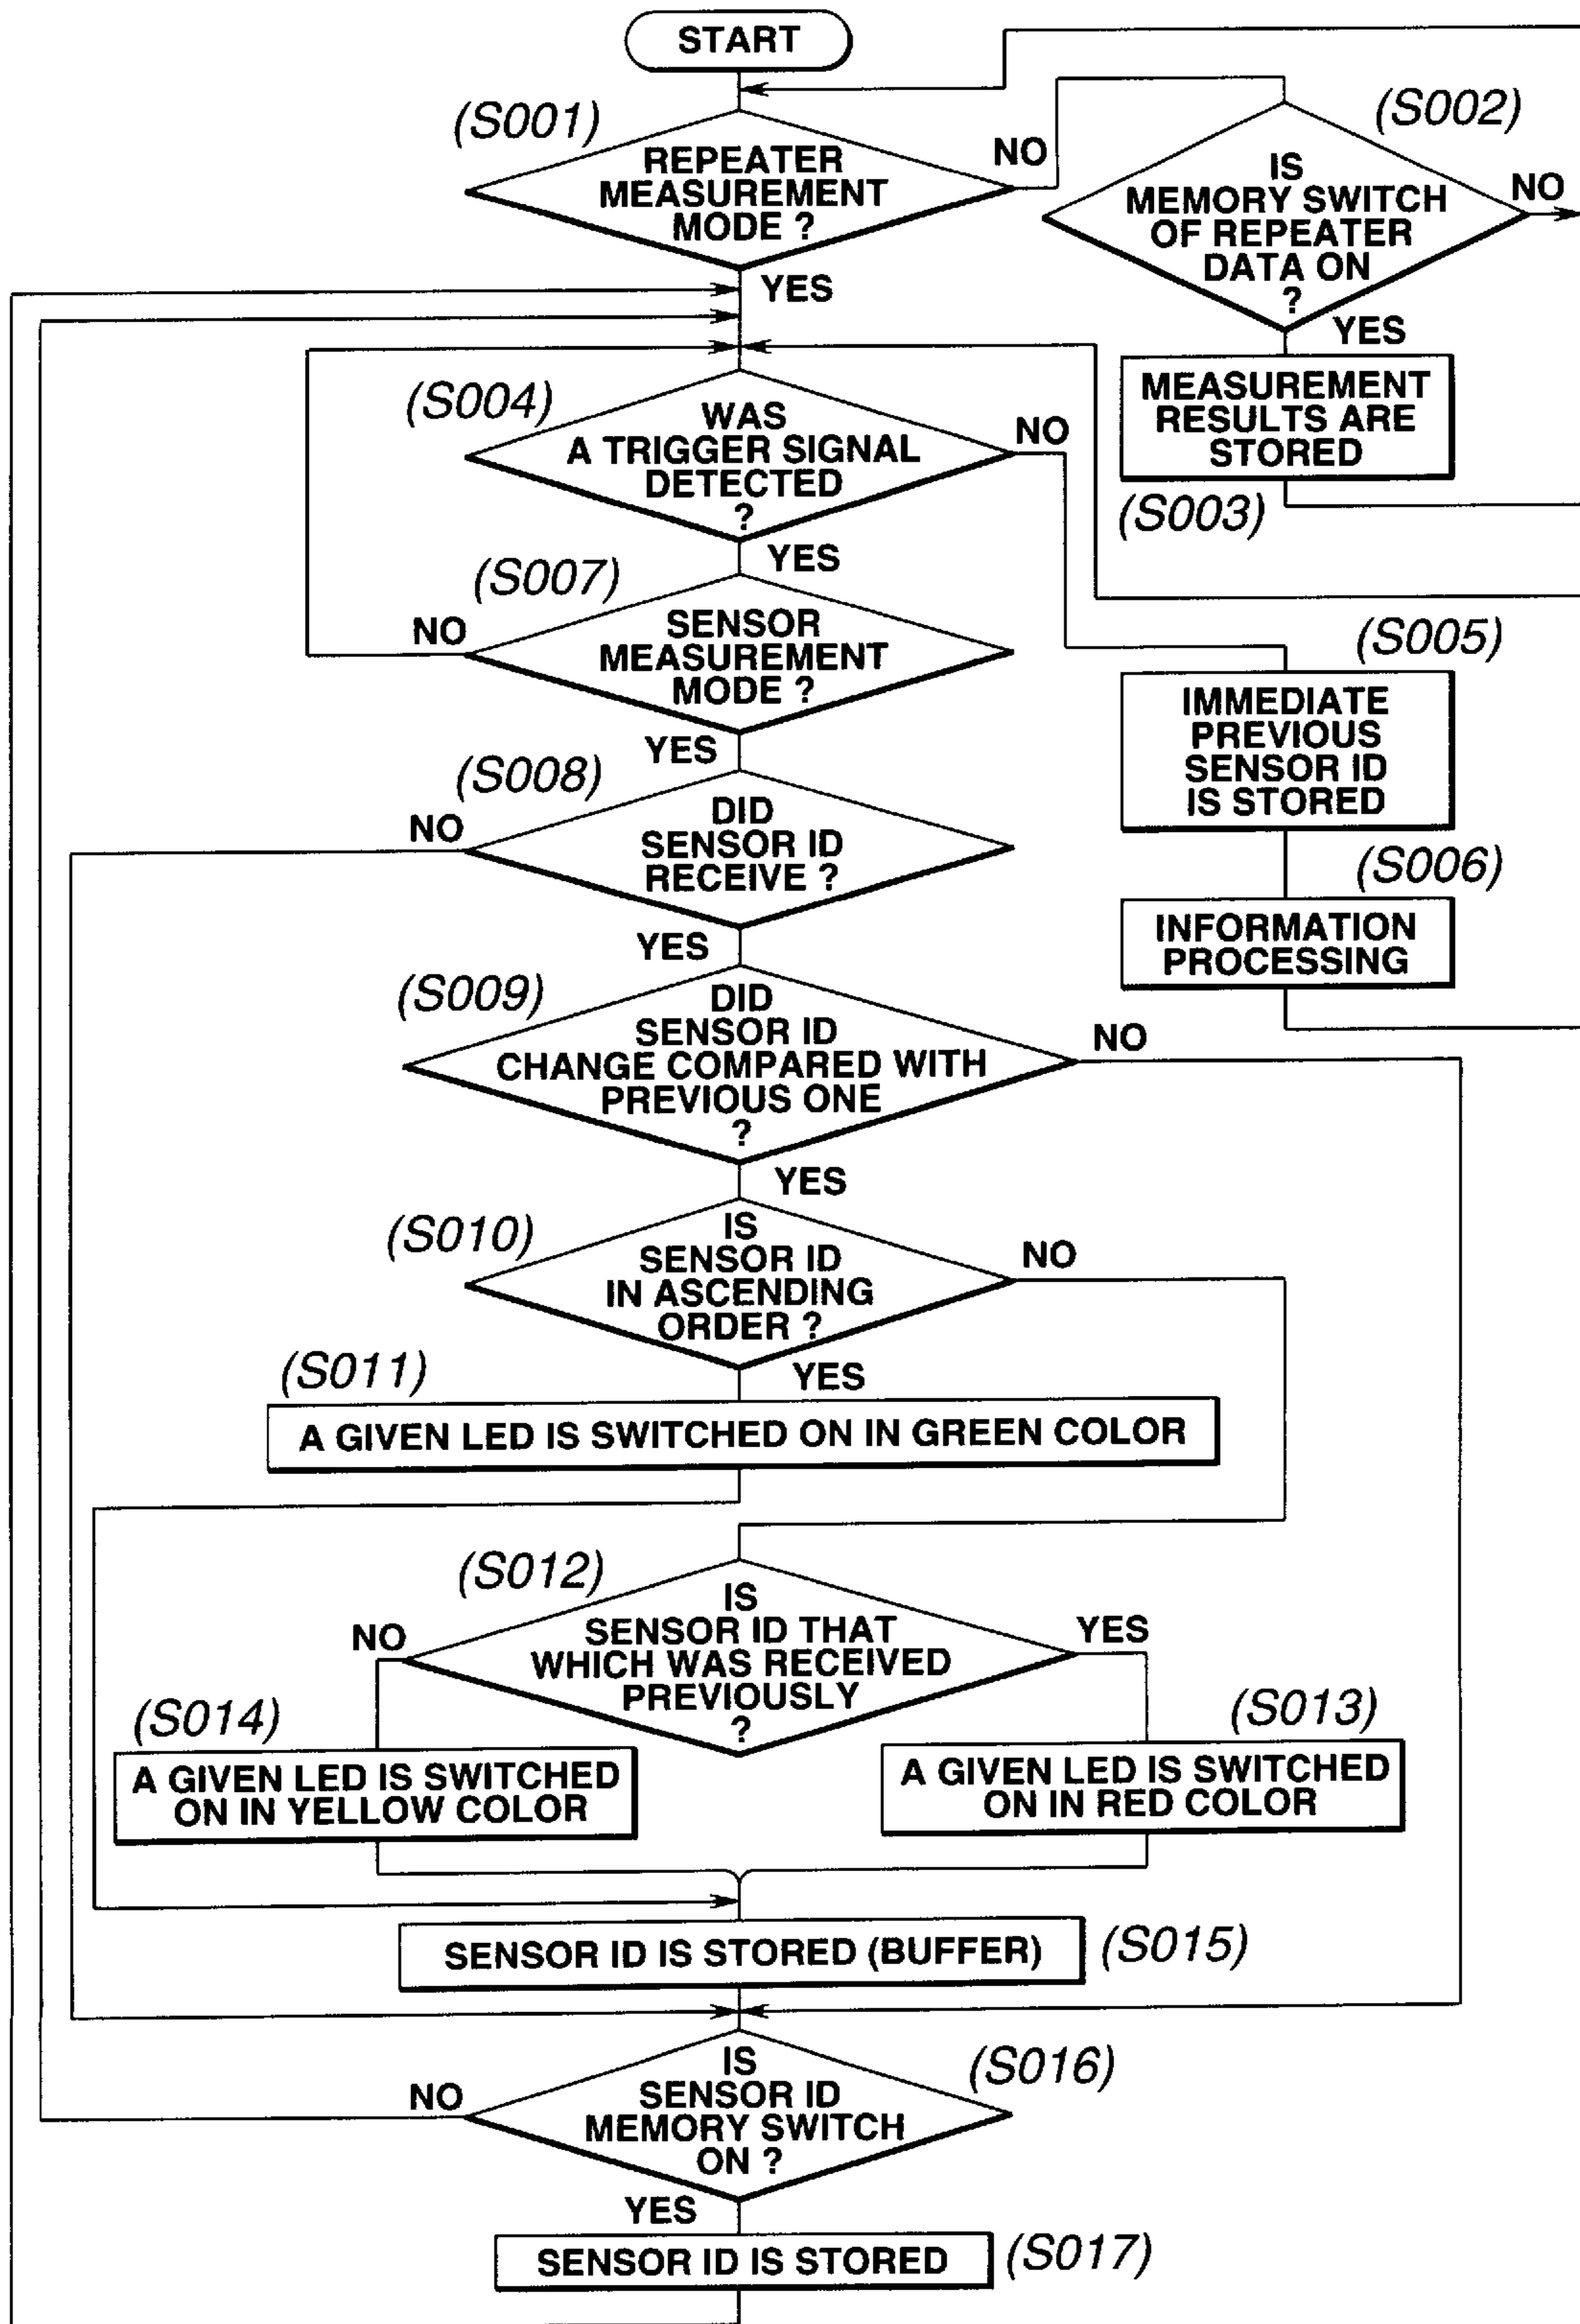 START
(S001)
REPEATER
MEASUREMENT
MODE ?
NO
YES
(S002)
IS
MEMORY SWITCH
OF REPEATER
DATA ON
?
NO
YES
MEASUREMENT
RESULTS ARE
STORED
(S003)
(S004)
WAS
A TRIGGER SIGNAL
DETECTED
?
NO
YES
(S005)
IMMEDIATE
PREVIOUS
SENSOR ID
IS STORED
(S006)
INFORMATION
PROCESSING
(S007)
SENSOR
MEASUREMENT
MODE ?
NO
YES
(S008)
DID
SENSOR ID
RECEIVE ?
NO
YES
(S009)
DID
SENSOR ID
CHANGE COMPARED WITH
PREVIOUS ONE
?
NO
YES
(S010)
IS
SENSOR ID
IN ASCENDING
ORDER ?
NO
YES
(S011)
A GIVEN LED IS SWITCHED ON IN GREEN COLOR
(S012)
IS
SENSOR ID THAT
WHICH WAS RECEIVED
PREVIOUSLY
?
NO
YES
(S014)
A GIVEN LED IS SWITCHED
ON IN YELLOW COLOR
(S013)
A GIVEN LED IS SWITCHED
ON IN RED COLOR
SENSOR ID IS STORED (BUFFER)
(S015)
IS
SENSOR ID
MEMORY SWITCH
ON ?
(S016)
NO
YES
SENSOR ID IS STORED
(S017)